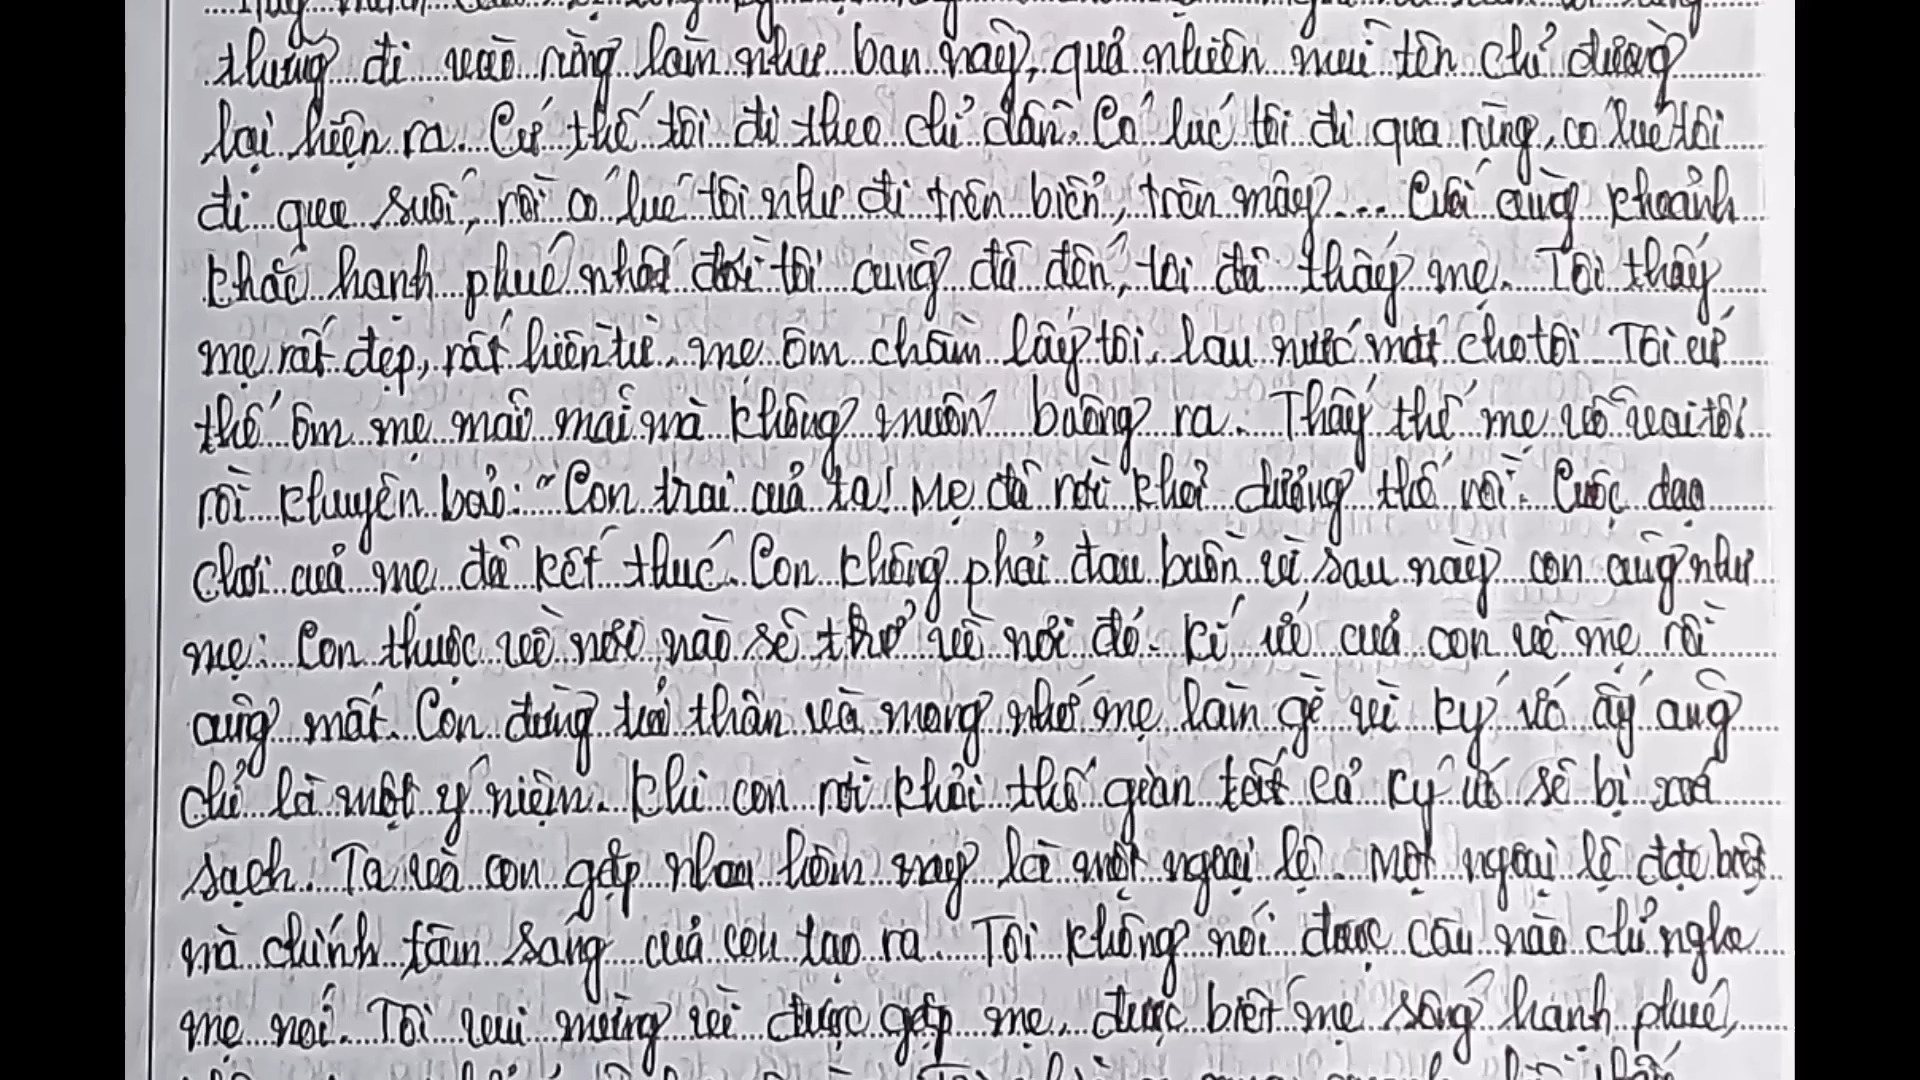 thửng đi vào rừng lần như ban nãy, quả nhiên mũi tên chỉ đường
lại hiện ra. Cứ thế tôi đi theo chỉ dẫn. Có lúc tôi đi qua rừng, có lúc tôi
đi qua suối, rồi có lúc tôi như đi trên biển, trên mây... Cuối cùng khoảnh
khắc hạnh phúc nhất đời tôi cũng đã đến, tôi đã thấy mẹ. Tôi thấy
mẹ rất đẹp, rất hiền từ. mẹ ôm chầm lấy tôi. lau nước mắt cho tôi. Tôi cứ
thế ôm mẹ mãi mãi mà không muốn buông ra. Thấy thế mẹ vỗ vai tôi
rồi khuyên bảo: "Con trai của ta! Mẹ đã rời khỏi dương thế rồi. Cuộc dạo
chơi của mẹ đã kết thúc. Con không phải đau buồn vì sau này con cũng như
mẹ. Con thuộc về nơi nào sẽ trở về nơi đó. Kí ức của con về mẹ rồi
cũng mất. Con đừng tủi thân và mong nhớ mẹ làm gì vì ký ức ấy cũng
chỉ là một ý niệm. Khi con rời khỏi thế gian tất cả ký ức sẽ bị xoá
sạch. Ta và con gặp nhau hôm nay là một ngoại lệ. Một ngoại lệ đặc biệt
mà chính tâm sáng của con tạo ra. Tôi không nói được câu nào chỉ nghe
mẹ nói. Tôi vui mừng vì được gặp mẹ, được biết mẹ sống hạnh phúc,